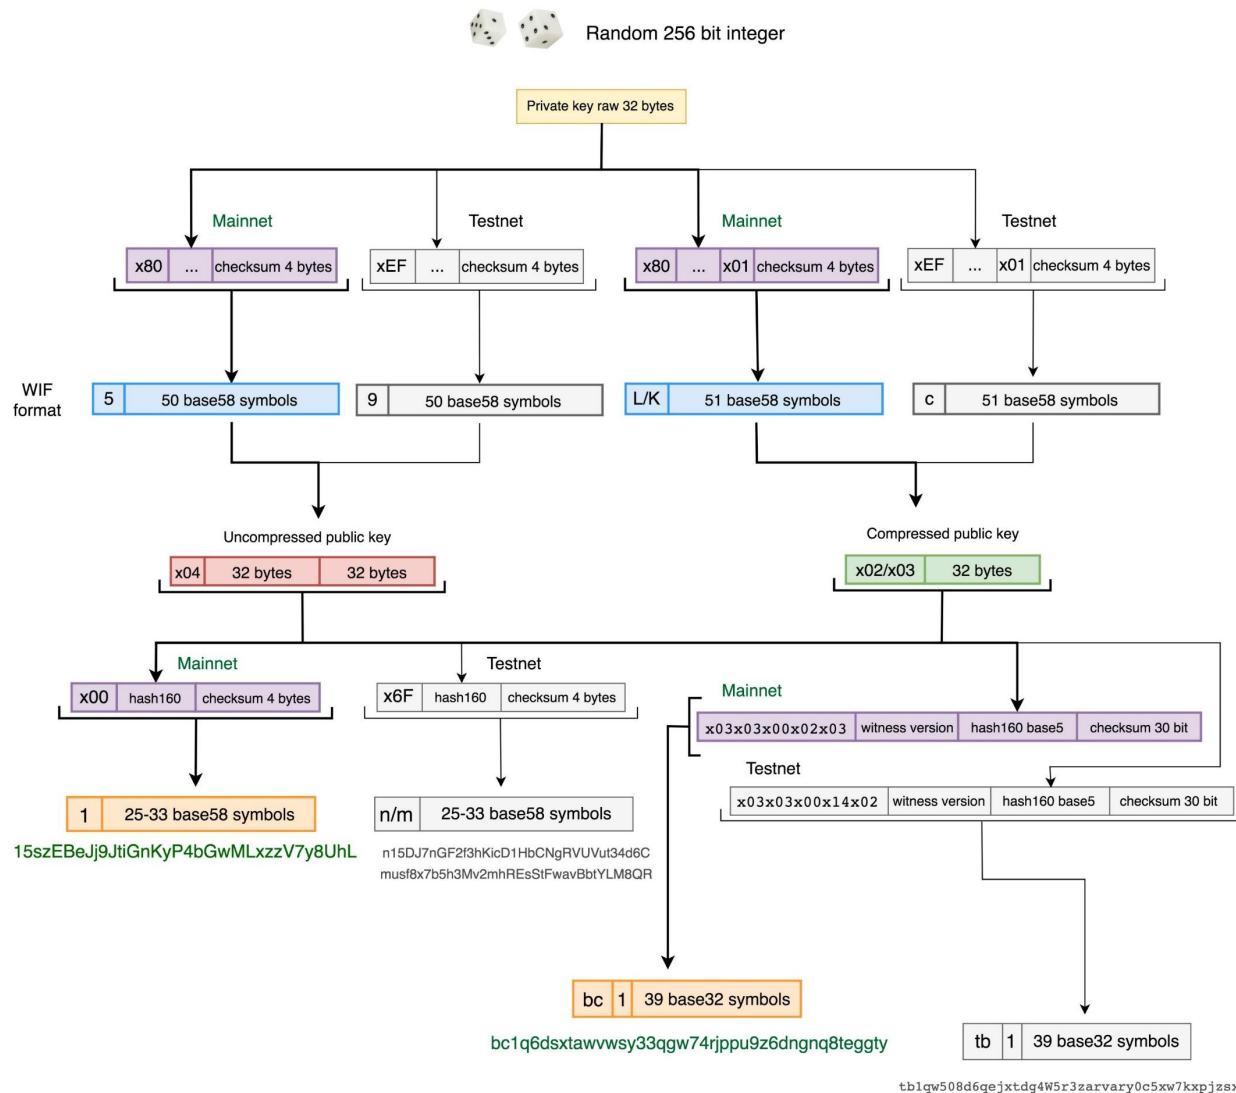 Random 256 bit integer
Private key raw 32 bytes
Mainnet
Testnet
Mainnet
Testnet
x80 ... checksum 4 bytes
xEF ... checksum 4 bytes
x80 ... x01 checksum 4 bytes
xEF ... x01 checksum 4 bytes
WIF
format
5 50 base58 symbols
9 50 base58 symbols
L/K 51 base58 symbols
c 51 base58 symbols
Uncompressed public key
Compressed public key
x04 32 bytes 32 bytes
x02/x03 32 bytes
Mainnet
Testnet
x00 hash160 checksum 4 bytes
x6F hash160 checksum 4 bytes
Mainnet
x03x03x00x02x03 witness version hash160 base5 checksum 30 bit
Testnet
x03x03x00x14x02 witness version hash160 base5 checksum 30 bit
1 25-33 base58 symbols
n/m 25-33 base58 symbols
15szEBeJj9JtiGnKyP4bGwMLxzzV7y8UhL
n15DJ7nGF2f3hKicD1HbCNgRVUVut34d6C
musf8x7b5h3Mv2mhREsStFwavBbtYLM8QR
bc 1 39 base32 symbols
bc1q6dsxtawvwsy33qgw74rjppu9z6dngnq8teggty
tb 1 39 base32 symbols